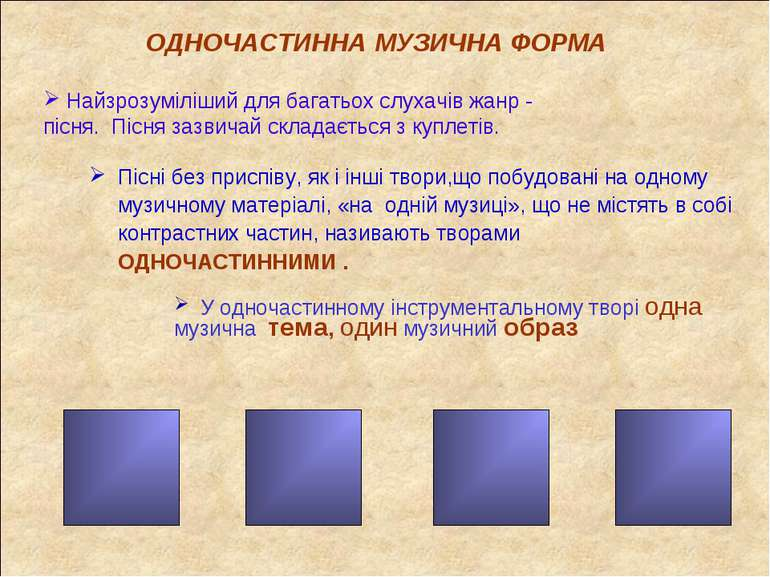 ОДНОЧАСТИННА МУЗИЧНА ФОРМА
Найзрозуміліший для багатьох слухачів жанр -
пісня. Пісня зазвичай складається з куплетів.
Пісні без приспіву, як і інші твори,що побудовані на одному
музичному матеріалі, «на одній музиці», що не містять в собі
контрастних частин, називають творами
ОДНОЧАСТИННИМИ .
У одночастинному інструментальному творі одна
музична тема, один музичний образ